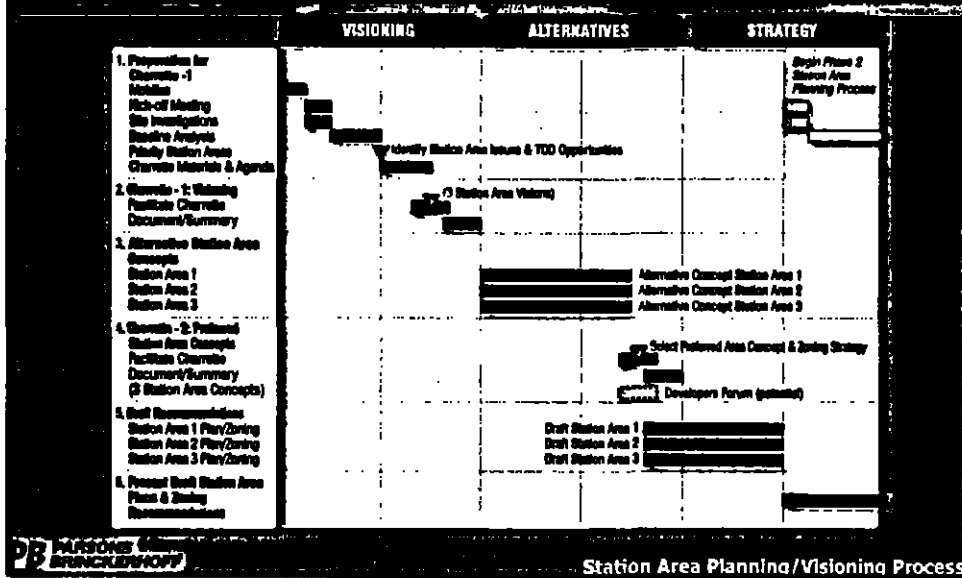 VISIONING
ALTERNATIVES
STRATEGY
1. Preparation for
Charrette -1
Mobilize
Kick-off Meeting
Site Investigations
Baseline Analysis
Priority Station Areas
Charrette Materials & Agenda
Identify Station Area Issues & TOD Opportunities
Begin Phase 2
Station Area
Planning Process
2. Charrette - 1: Visioning
Facilitate Charrette
Document/Summary
(3 Station Area Visions)
3. Alternative Station Area
Concepts
Station Area 1
Station Area 2
Station Area 3
Alternative Concept Station Area 1
Alternative Concept Station Area 2
Alternative Concept Station Area 3
4. Charrette - 2: Preferred
Station Area Concepts
Facilitate Charrette
Document/Summary
(3 Station Area Concepts)
Select Preferred Area Concept & Zoning Strategy
Developers Forum (potential)
5. Draft Recommendations
Station Area 1 Plan/Zoning
Station Area 2 Plan/Zoning
Station Area 3 Plan/Zoning
Draft Station Area 1
Draft Station Area 2
Draft Station Area 3
6. Present Draft Station Area
Plans & Zoning
Recommendations
PB PARSONS
BRINCKERHOFF
Station Area Planning/Visioning Process